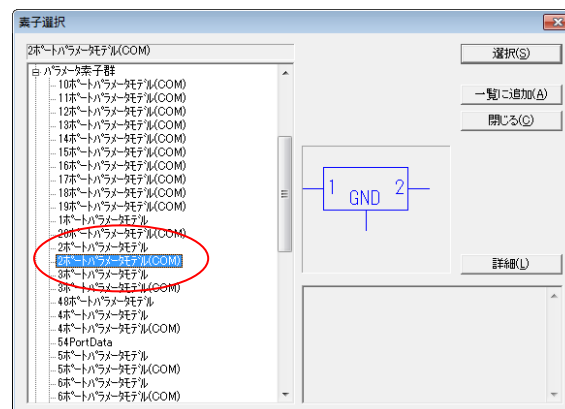 素子選択
2ﾎﾟｰﾄﾊﾟﾗﾒｰﾀﾓﾃﾞﾙ(COM)
選択(S)
ﾊﾟﾗﾒｰﾀ素子群
10ﾎﾟｰﾄﾊﾟﾗﾒｰﾀﾓﾃﾞﾙ(COM)
11ﾎﾟｰﾄﾊﾟﾗﾒｰﾀﾓﾃﾞﾙ(COM)
12ﾎﾟｰﾄﾊﾟﾗﾒｰﾀﾓﾃﾞﾙ(COM)
13ﾎﾟｰﾄﾊﾟﾗﾒｰﾀﾓﾃﾞﾙ(COM)
14ﾎﾟｰﾄﾊﾟﾗﾒｰﾀﾓﾃﾞﾙ(COM)
15ﾎﾟｰﾄﾊﾟﾗﾒｰﾀﾓﾃﾞﾙ(COM)
16ﾎﾟｰﾄﾊﾟﾗﾒｰﾀﾓﾃﾞﾙ(COM)
17ﾎﾟｰﾄﾊﾟﾗﾒｰﾀﾓﾃﾞﾙ(COM)
18ﾎﾟｰﾄﾊﾟﾗﾒｰﾀﾓﾃﾞﾙ(COM)
19ﾎﾟｰﾄﾊﾟﾗﾒｰﾀﾓﾃﾞﾙ(COM)
1ﾎﾟｰﾄﾊﾟﾗﾒｰﾀﾓﾃﾞﾙ
20ﾎﾟｰﾄﾊﾟﾗﾒｰﾀﾓﾃﾞﾙ(COM)
2ﾎﾟｰﾄﾊﾟﾗﾒｰﾀﾓﾃﾞﾙ
2ﾎﾟｰﾄﾊﾟﾗﾒｰﾀﾓﾃﾞﾙ(COM)
3ﾎﾟｰﾄﾊﾟﾗﾒｰﾀﾓﾃﾞﾙ
3ﾎﾟｰﾄﾊﾟﾗﾒｰﾀﾓﾃﾞﾙ(COM)
48ﾎﾟｰﾄﾊﾟﾗﾒｰﾀﾓﾃﾞﾙ
4ﾎﾟｰﾄﾊﾟﾗﾒｰﾀﾓﾃﾞﾙ
4ﾎﾟｰﾄﾊﾟﾗﾒｰﾀﾓﾃﾞﾙ(COM)
54PortData
5ﾎﾟｰﾄﾊﾟﾗﾒｰﾀﾓﾃﾞﾙ
5ﾎﾟｰﾄﾊﾟﾗﾒｰﾀﾓﾃﾞﾙ(COM)
6ﾎﾟｰﾄﾊﾟﾗﾒｰﾀﾓﾃﾞﾙ
6ﾎﾟｰﾄﾊﾟﾗﾒｰﾀﾓﾃﾞﾙ(COM)
一覧に追加(A)
閉じる(C)
1 GND 2
詳細(L)